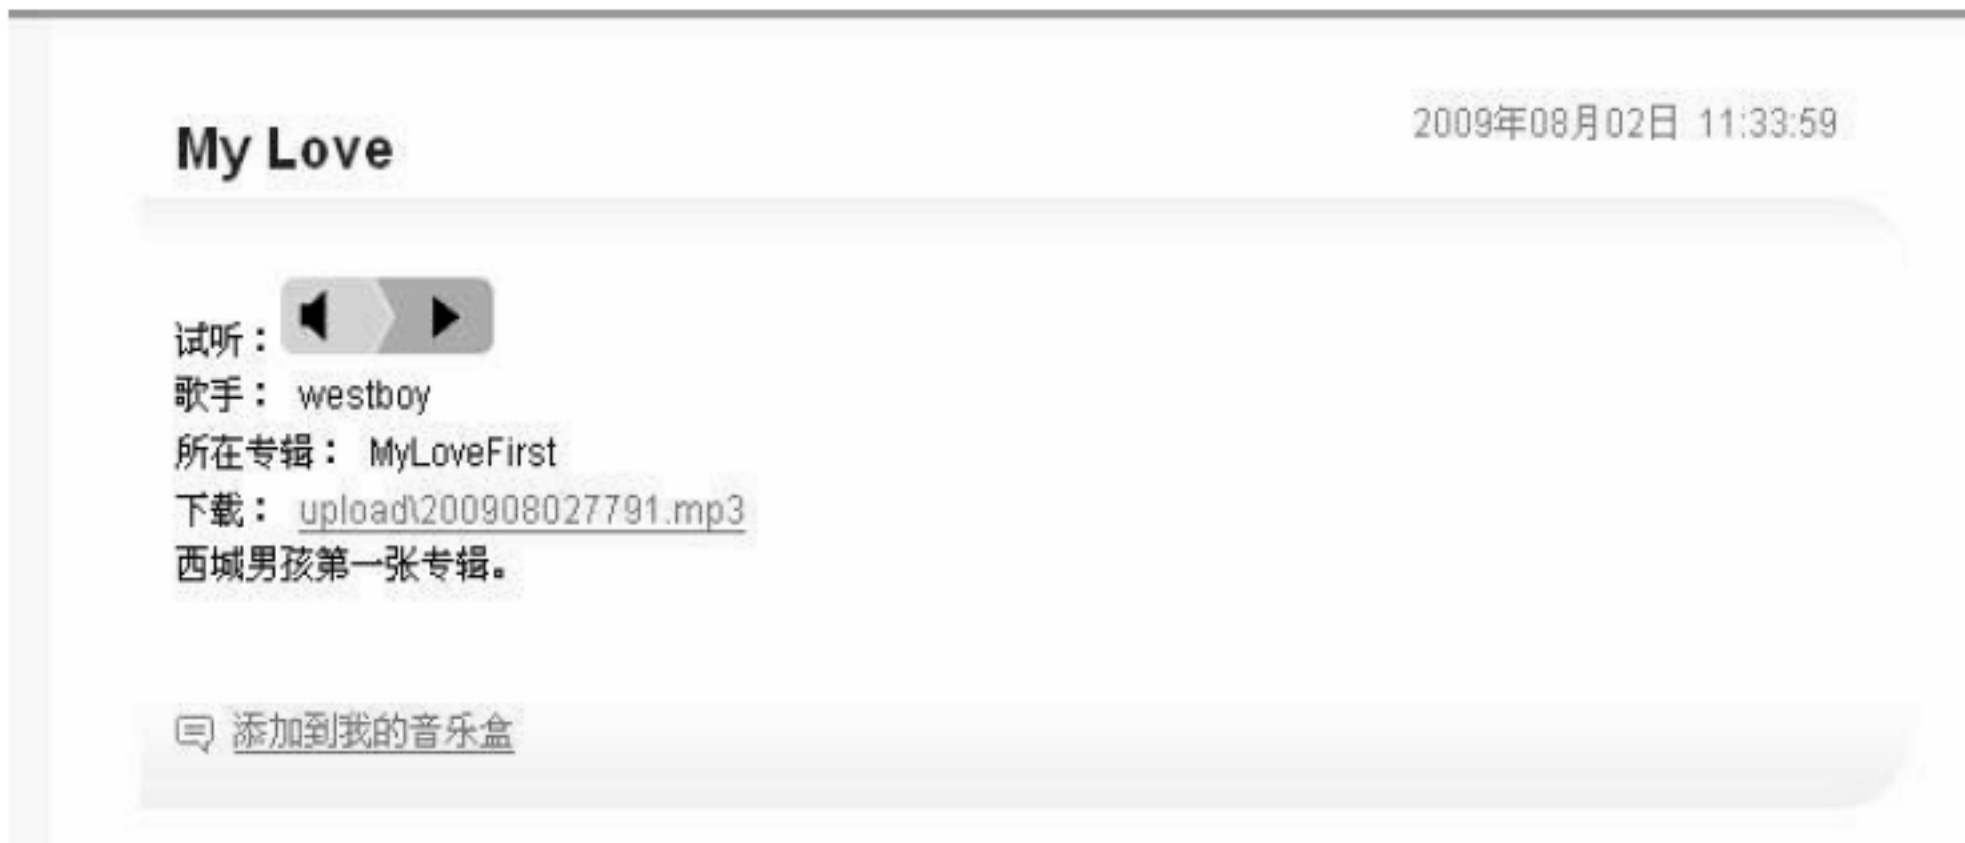 My Love
2009年08月02日 11:33:59
试听：
歌手： westboy
所在专辑： MyLoveFirst
下载： upload\200908027791.mp3
西城男孩第一张专辑。
添加到我的音乐盒